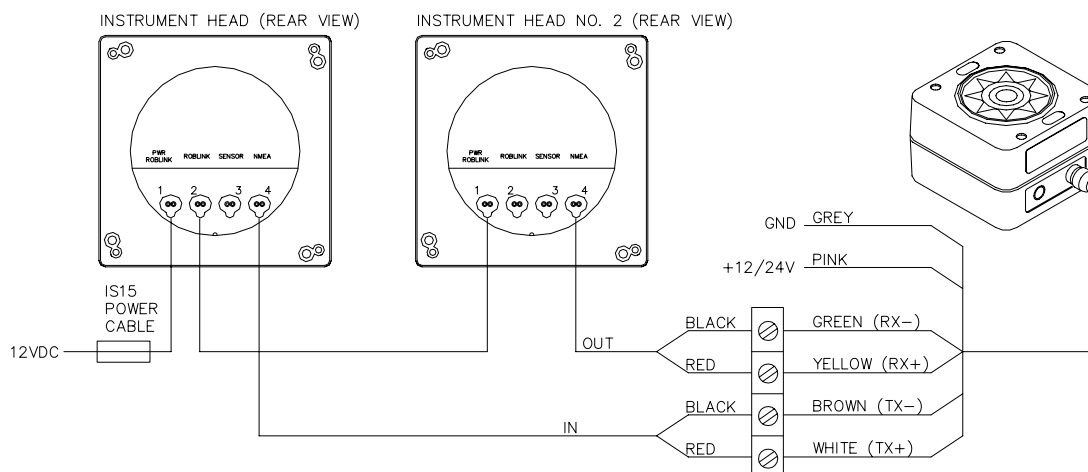 INSTRUMENT HEAD (REAR VIEW)
INSTRUMENT HEAD NO. 2 (REAR VIEW)
PWR
ROBLINK
ROBLINK
SENSOR
NMEA
1
2
3
4
PWR
ROBLINK
ROBLINK
SENSOR
NMEA
1
2
3
4
GND
GREY
+12/24V
PINK
IS15
POWER
CABLE
12VDC
OUT
BLACK
GREEN (RX-)
RED
YELLOW (RX+)
IN
BLACK
BROWN (TX-)
RED
WHITE (TX+)